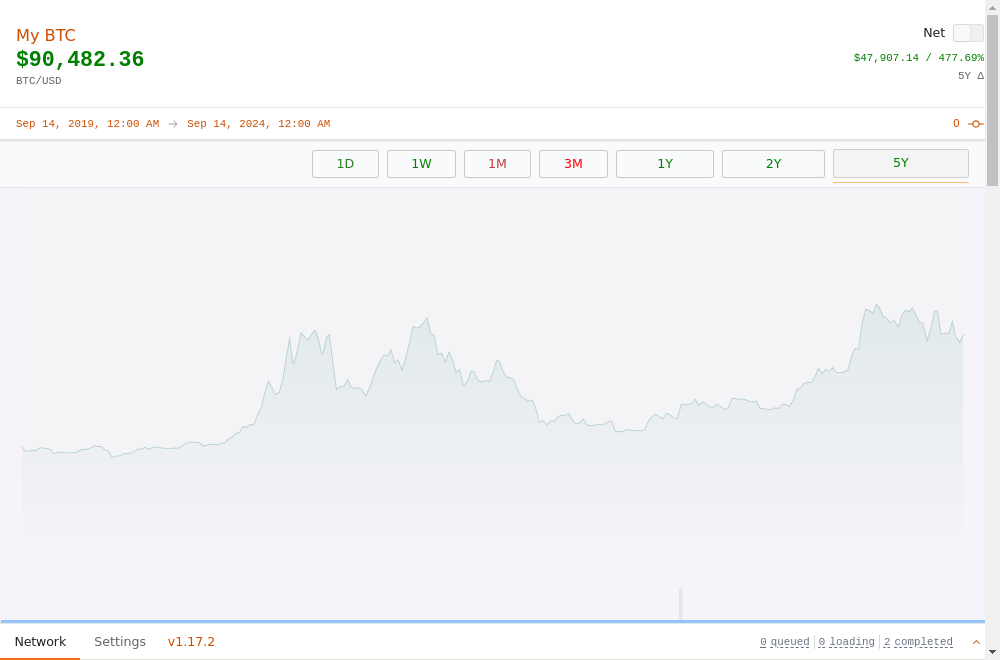 My BTC
Net
$90,482.36
$47,907.14 / 477.69%
BTC/USD
5Y Δ
Sep 14, 2019, 12:00 AM → Sep 14, 2024, 12:00 AM
0
1D 1W 1M 3M 1Y 2Y 5Y
Network Settings v1.17.2 0 queued 0 loading 2 completed